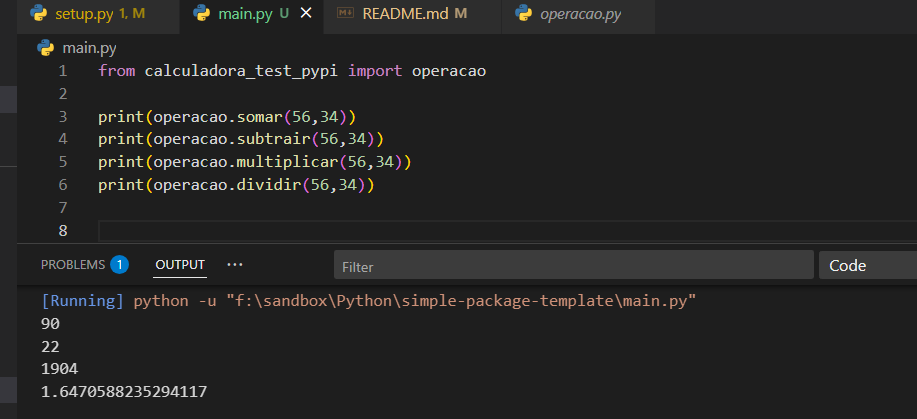 setup.py 1, M main.py U README.md M operacao.py
main.py
1 from calculadora_test_pypi import operacao
2
3 print(operacao.somar(56,34))
4 print(operacao.subtrair(56,34))
5 print(operacao.multiplicar(56,34))
6 print(operacao.dividir(56,34))
7
8
PROBLEMS 1 OUTPUT ... Filter Code
[Running] python -u "f:\sandbox\Python\simple-package-template\main.py"
90
22
1904
1.6470588235294117